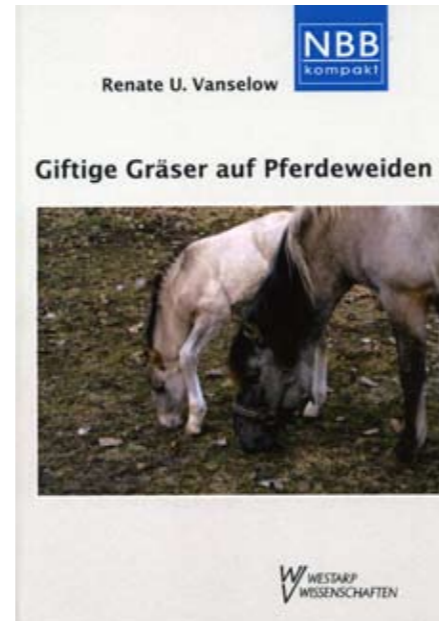 NBB
kompakt
Renate U. Vanselow
Giftige Gräser auf Pferdeweiden
WESTARP
WISSENSCHAFTEN